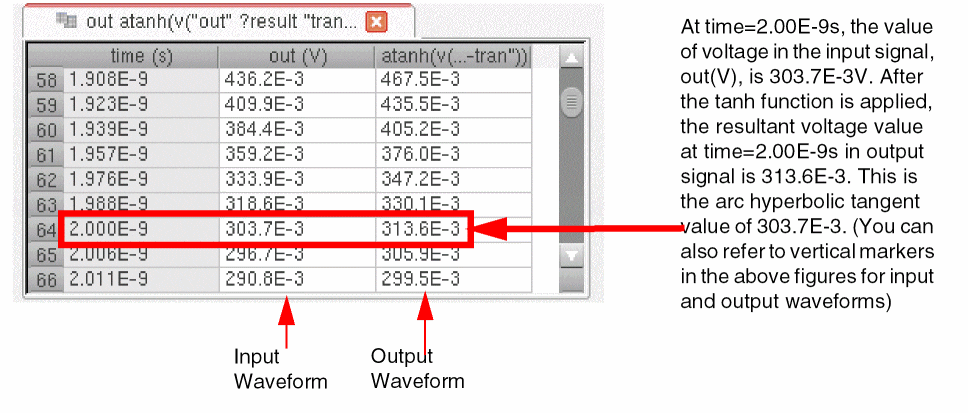 out atanh(v("out" ?result "tran...
time (s) out (V) atanh(v(...-tran"))
58 1.908E-9 436.2E-3 467.5E-3
59 1.923E-9 409.9E-3 435.5E-3
60 1.939E-9 384.4E-3 405.2E-3
61 1.957E-9 359.2E-3 376.0E-3
62 1.976E-9 333.9E-3 347.2E-3
63 1.988E-9 318.6E-3 330.1E-3
64 2.000E-9 303.7E-3 313.6E-3
65 2.006E-9 296.7E-3 305.9E-3
66 2.011E-9 290.8E-3 299.5E-3
Input
Waveform
Output
Waveform
At time=2.00E-9s, the value
of voltage in the input signal,
out(V), is 303.7E-3V. After
the tanh function is applied,
the resultant voltage value
at time=2.00E-9s in output
signal is 313.6E-3. This is
the arc hyperbolic tangent
value of 303.7E-3. (You can
also refer to vertical markers
in the above figures for input
and output waveforms)